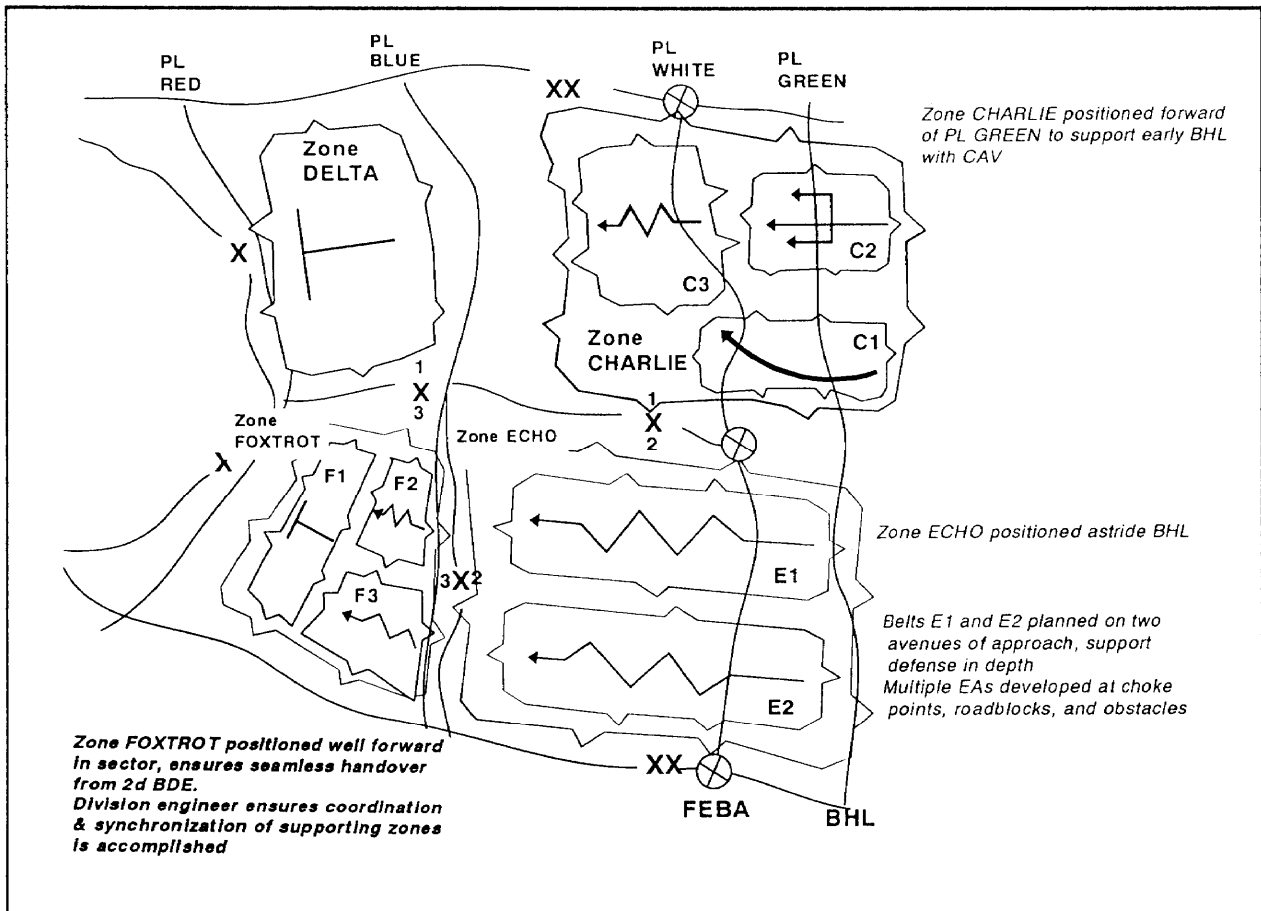 PL
RED
PL
BLUE
PL
WHITE
PL
GREEN
XX
Zone CHARLIE positioned forward
of PL GREEN to support early BHL
with CAV
Zone
DELTA
X
C3
C2
C1
Zone
CHARLIE
1
X
3
1
X
2
Zone
FOXTROT
X
F1
F2
F3
Zone ECHO
3X2
E1
E2
Zone ECHO positioned astride BHL
Belts E1 and E2 planned on two
avenues of approach, support
defense in depth
Multiple EAs developed at choke
points, roadblocks, and obstacles
Zone FOXTROT positioned well forward
in sector, ensures seamless handover
from 2d BDE.
Division engineer ensures coordination
& synchronization of supporting zones
is accomplished
XX
FEBA
BHL